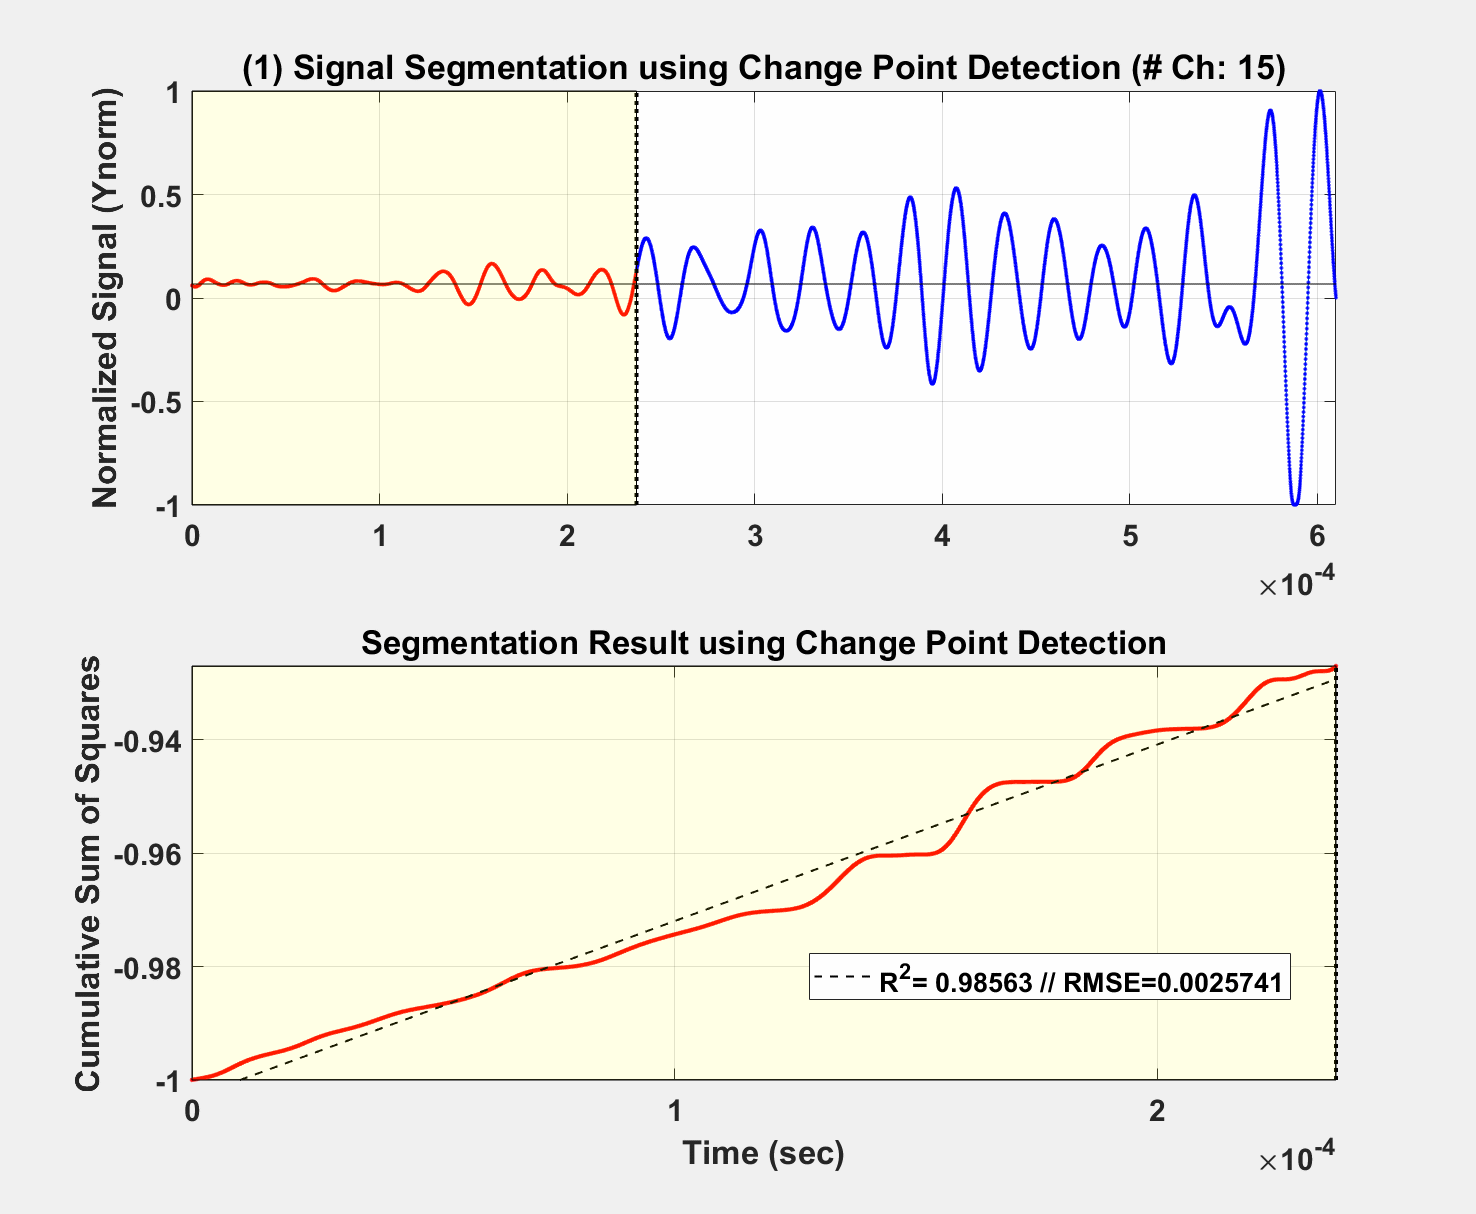 (1) Signal Segmentation using Change Point Detection (# Ch: 15)
Normalized Signal (Ynorm)
1
0.5
0
-0.5
-1
0 1 2 3 4 5 6
×10-4
Segmentation Result using Change Point Detection
Cumulative Sum of Squares
-0.94
-0.96
-0.98
-1
R2= 0.98563 // RMSE=0.0025741
0 1 2
Time (sec)
×10-4